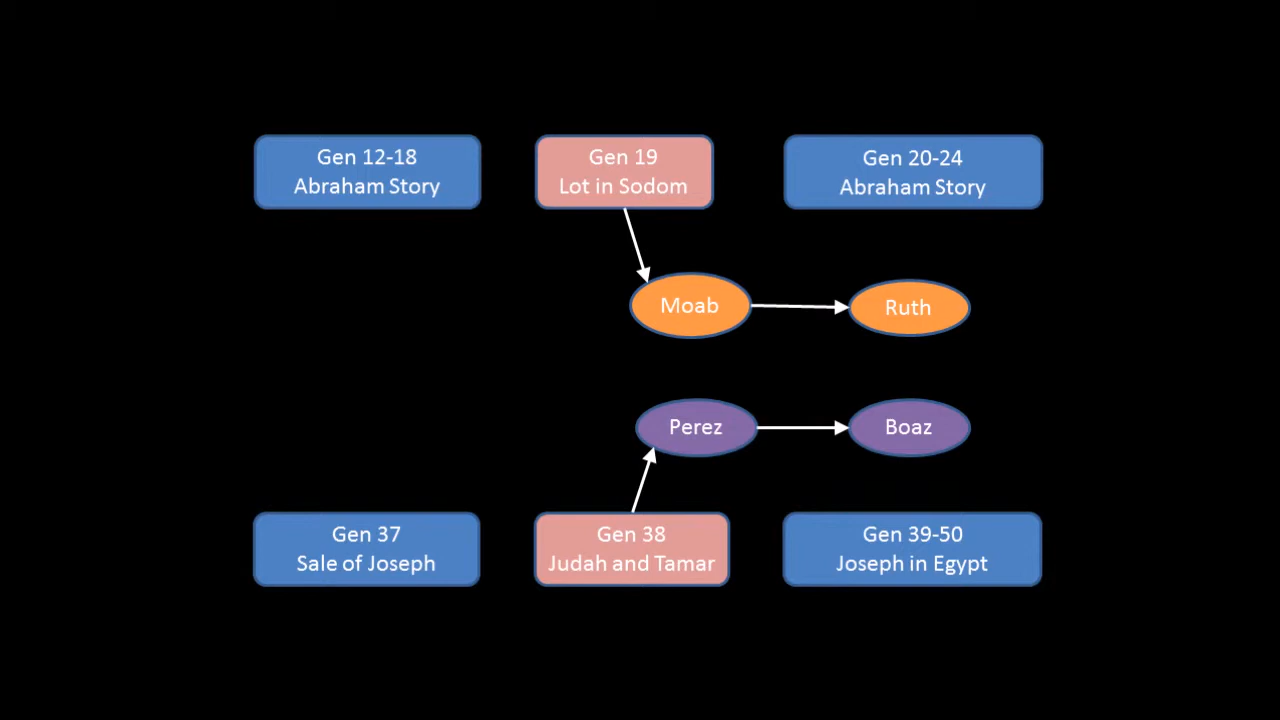 Gen 12-18
Abraham Story
Gen 19
Lot in Sodom
Gen 20-24
Abraham Story
Moab
Ruth
Perez
Boaz
Gen 37
Sale of Joseph
Gen 38
Judah and Tamar
Gen 39-50
Joseph in Egypt